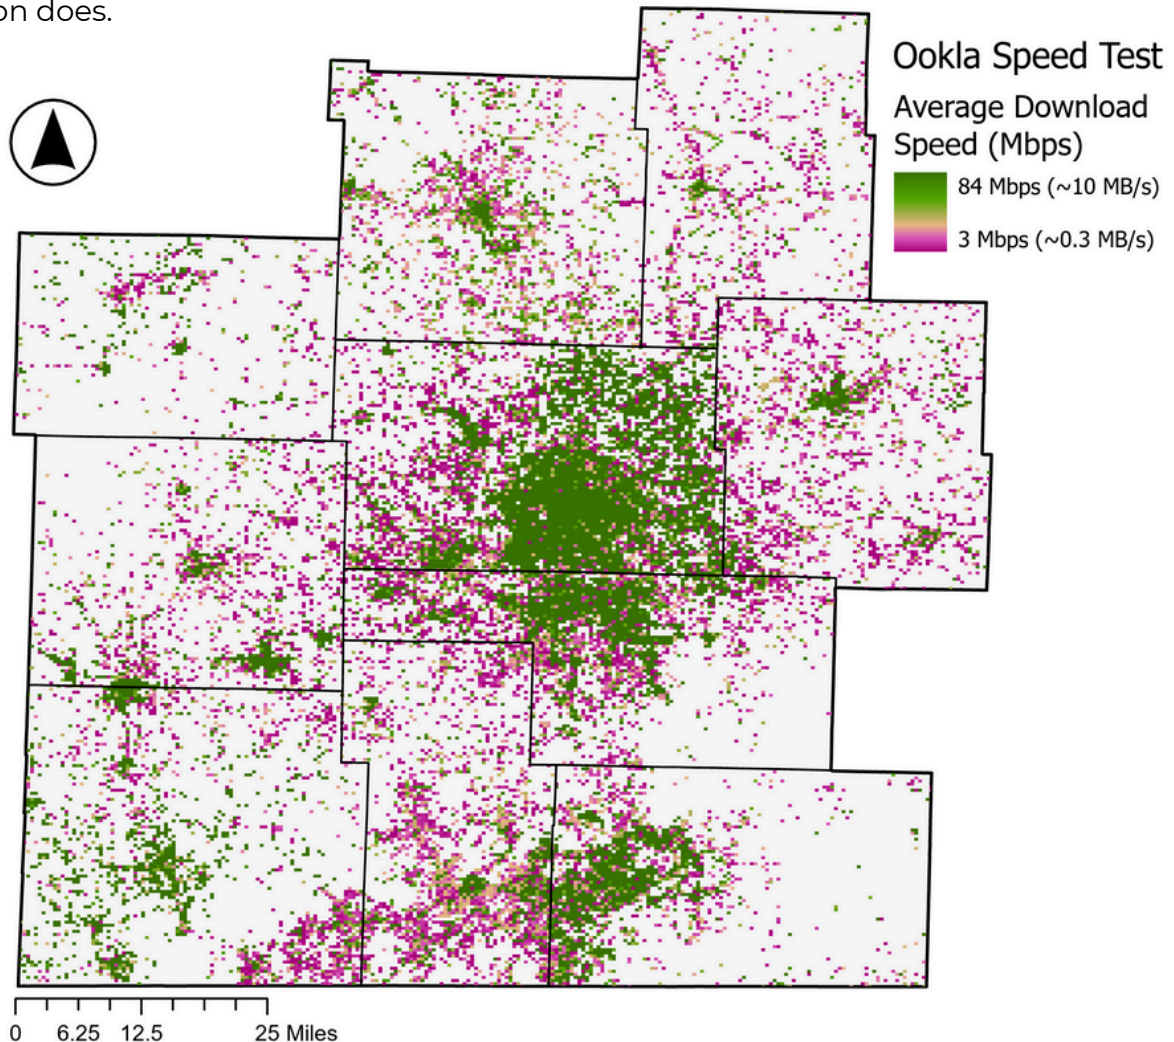 on does.
Ookla Speed Test
Average Download
Speed (Mbps)
84 Mbps (~10 MB/s)
3 Mbps (~0.3 MB/s)
0 6.25 12.5 25 Miles